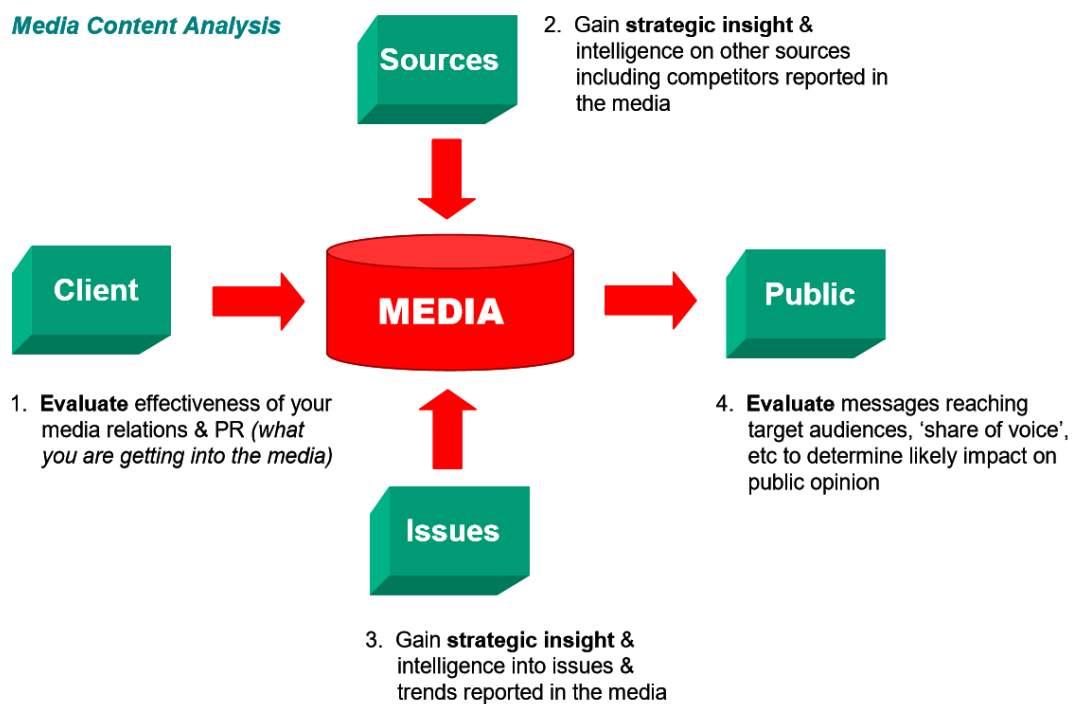 Media Content Analysis
Sources
2. Gain strategic insight &
intelligence on other sources
including competitors reported in
the media
Client
MEDIA
Public
1. Evaluate effectiveness of your
media relations & PR (what
you are getting into the media)
4. Evaluate messages reaching
target audiences, ‘share of voice’,
etc to determine likely impact on
public opinion
Issues
3. Gain strategic insight &
intelligence into issues &
trends reported in the media